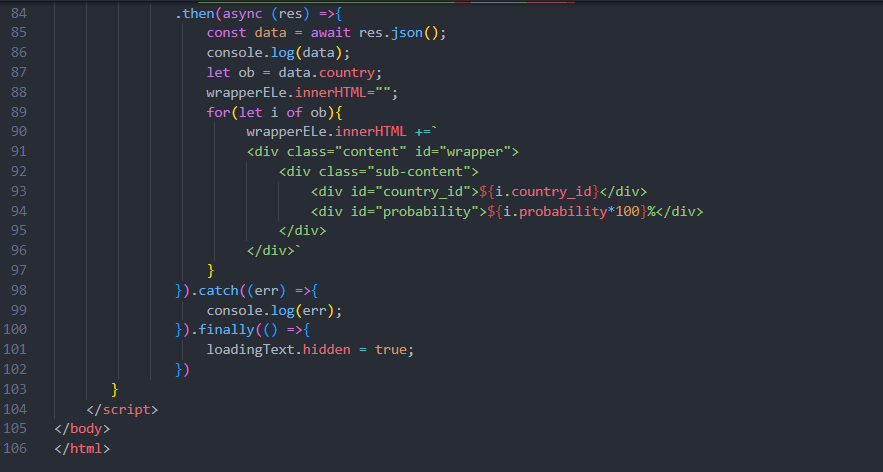 84 .then(async (res) =>{
85 const data = await res.json();
86 console.log(data);
87 let ob = data.country;
88 wrapperELe.innerHTML="";
89 for(let i of ob){
90 wrapperELe.innerHTML +=`
91 <div class="content" id="wrapper">
92 <div class="sub-content">
93 <div id="country_id">${i.country_id}</div>
94 <div id="probability">${i.probability*100}%</div>
95 </div>
96 </div>`
97 }
98 }).catch((err) =>{
99 console.log(err);
100 }).finally(() =>{
101 loadingText.hidden = true;
102 })
103 }
104 </script>
105 </body>
106 </html>